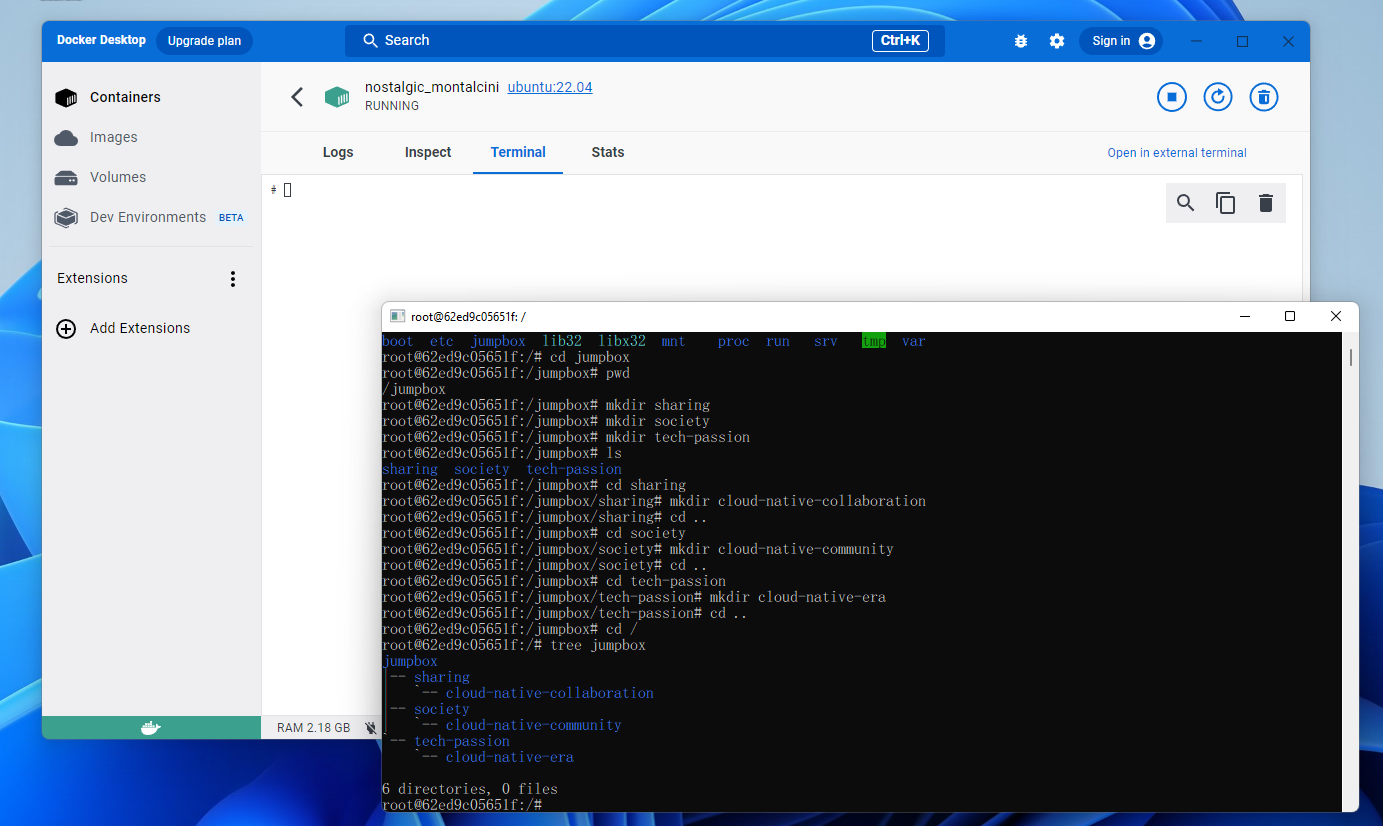 Docker Desktop Upgrade plan Search Ctrl+K Sign in
Containers
Images
Volumes
Dev Environments BETA
Extensions
Add Extensions
nostalgic_montalcini ubuntu:22.04
RUNNING
Logs Inspect Terminal Stats Open in external terminal
#
RAM 2.18 GB
root@62ed9c05651f: /
boot etc jumpbox lib32 libx32 mnt proc run srv tmp var
root@62ed9c05651f:/# cd jumpbox
root@62ed9c05651f:/jumpbox# pwd
/jumpbox
root@62ed9c05651f:/jumpbox# mkdir sharing
root@62ed9c05651f:/jumpbox# mkdir society
root@62ed9c05651f:/jumpbox# mkdir tech-passion
root@62ed9c05651f:/jumpbox# ls
sharing society tech-passion
root@62ed9c05651f:/jumpbox# cd sharing
root@62ed9c05651f:/jumpbox/sharing# mkdir cloud-native-collaboration
root@62ed9c05651f:/jumpbox/sharing# cd ..
root@62ed9c05651f:/jumpbox# cd society
root@62ed9c05651f:/jumpbox/society# mkdir cloud-native-community
root@62ed9c05651f:/jumpbox/society# cd ..
root@62ed9c05651f:/jumpbox# cd tech-passion
root@62ed9c05651f:/jumpbox/tech-passion# mkdir cloud-native-era
root@62ed9c05651f:/jumpbox/tech-passion# cd ..
root@62ed9c05651f:/jumpbox# cd /
root@62ed9c05651f:/# tree jumpbox
jumpbox
|-- sharing
|   `-- cloud-native-collaboration
|-- society
|   `-- cloud-native-community
`-- tech-passion
    `-- cloud-native-era
6 directories, 0 files
root@62ed9c05651f:/#